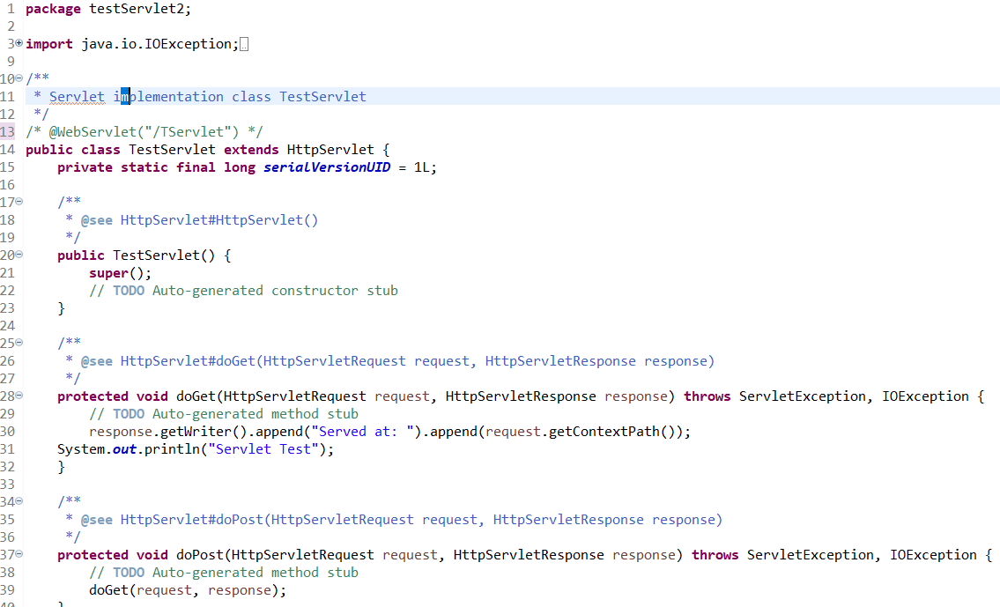 1 package testServlet2;
2
3 import java.io.IOException;
9
10 /**
11 * Servlet implementation class TestServlet
12 */
13 /* @WebServlet("/TServlet") */
14 public class TestServlet extends HttpServlet {
15 private static final long serialVersionUID = 1L;
16
17 /**
18 * @see HttpServlet#HttpServlet()
19 */
20 public TestServlet() {
21 super();
22 // TODO Auto-generated constructor stub
23 }
24
25 /**
26 * @see HttpServlet#doGet(HttpServletRequest request, HttpServletResponse response)
27 */
28 protected void doGet(HttpServletRequest request, HttpServletResponse response) throws ServletException, IOException {
29 // TODO Auto-generated method stub
30 response.getWriter().append("Served at: ").append(request.getContextPath());
31 System.out.println("Servlet Test");
32 }
33
34 /**
35 * @see HttpServlet#doPost(HttpServletRequest request, HttpServletResponse response)
36 */
37 protected void doPost(HttpServletRequest request, HttpServletResponse response) throws ServletException, IOException {
38 // TODO Auto-generated method stub
39 doGet(request, response);
40 }